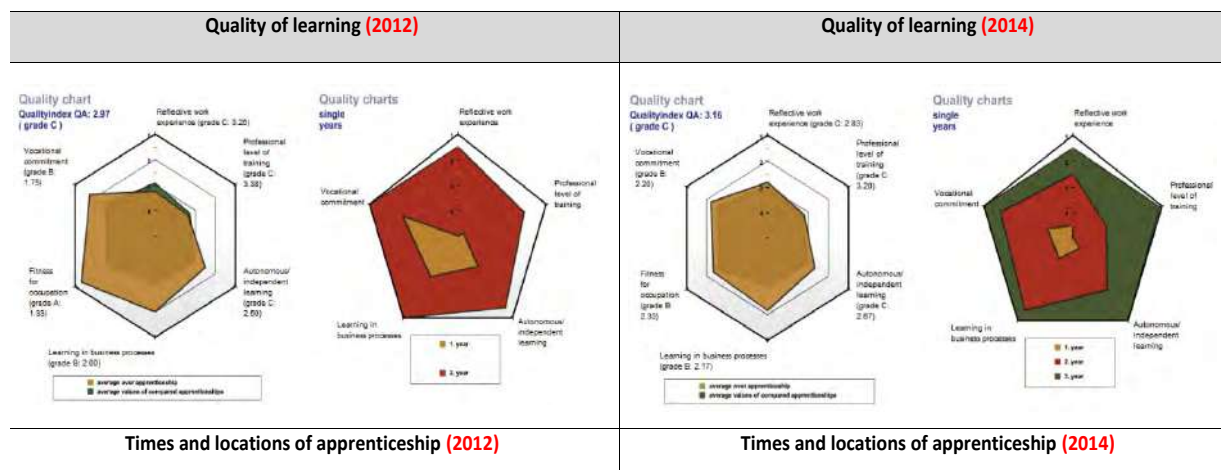 Quality of learning (2012)
Quality of learning (2014)
Quality chart
Qualityindex QA: 2.97
( grade C )
Reflective work
experience (grade C: 3.28)
Vocational
commitment
(grade B:
1.75)
Professional
level of
training
(grade C:
3.38)
Fitness
for
occupation
(grade A:
1.35)
Autonomous/
independent
learning
(grade C:
2.60)
Learning in business processes
(grade B: 2.00)
average over apprenticeship
average values of compared apprenticeships
Quality charts
single
years
Reflective work
experience
Vocational
commitment
Professional
level of
training
Learning in
business processes
Autonomous/
independent
learning
1. year
3. year
Quality chart
Qualityindex QA: 3.16
( grade C )
Reflective work
experience (grade C: 2.83)
Vocational
commitment
(grade B:
2.20)
Professional
level of
training
(grade C:
3.28)
Fitness
for
occupation
(grade B:
2.30)
Autonomous/
independent
learning
(grade C:
2.67)
Learning in business processes
(grade B: 2.17)
average over apprenticeship
average values of compared apprenticeships
Quality charts
single
years
Reflective work
experience
Vocational
commitment
Professional
level of
training
Learning in
business processes
Autonomous/
independent
learning
1. year
2. year
3. year
Times and locations of apprenticeship (2012)
Times and locations of apprenticeship (2014)